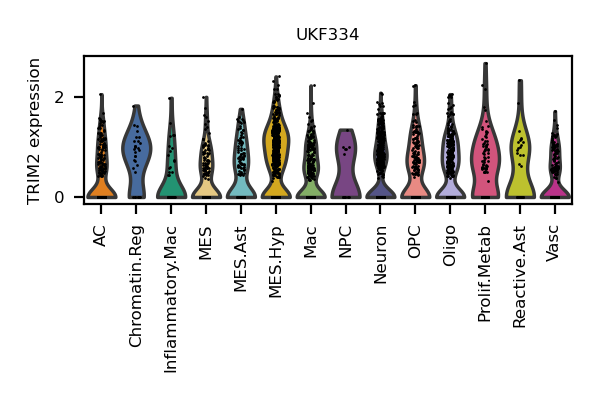 UKF334
TRIM2 expression
2
0
AC
Chromatin.Reg
Inflammatory.Mac
MES
MES.Ast
MES.Hyp
Mac
NPC
Neuron
OPC
Oligo
Prolif.Metab
Reactive.Ast
Vasc